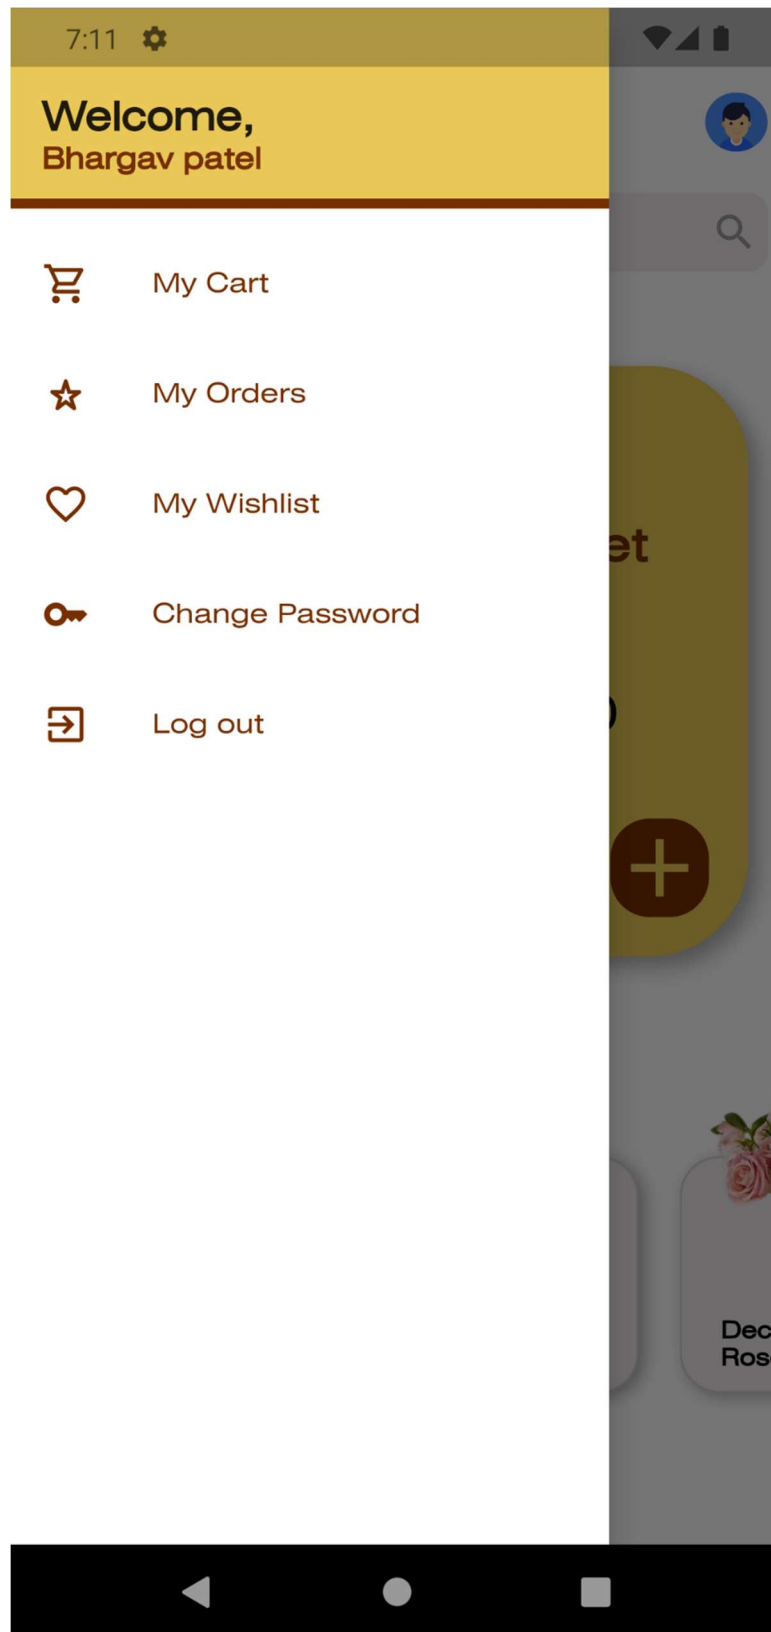 7:11
Welcome,
Bhargav patel
My Cart
My Orders
My Wishlist
Change Password
Log out